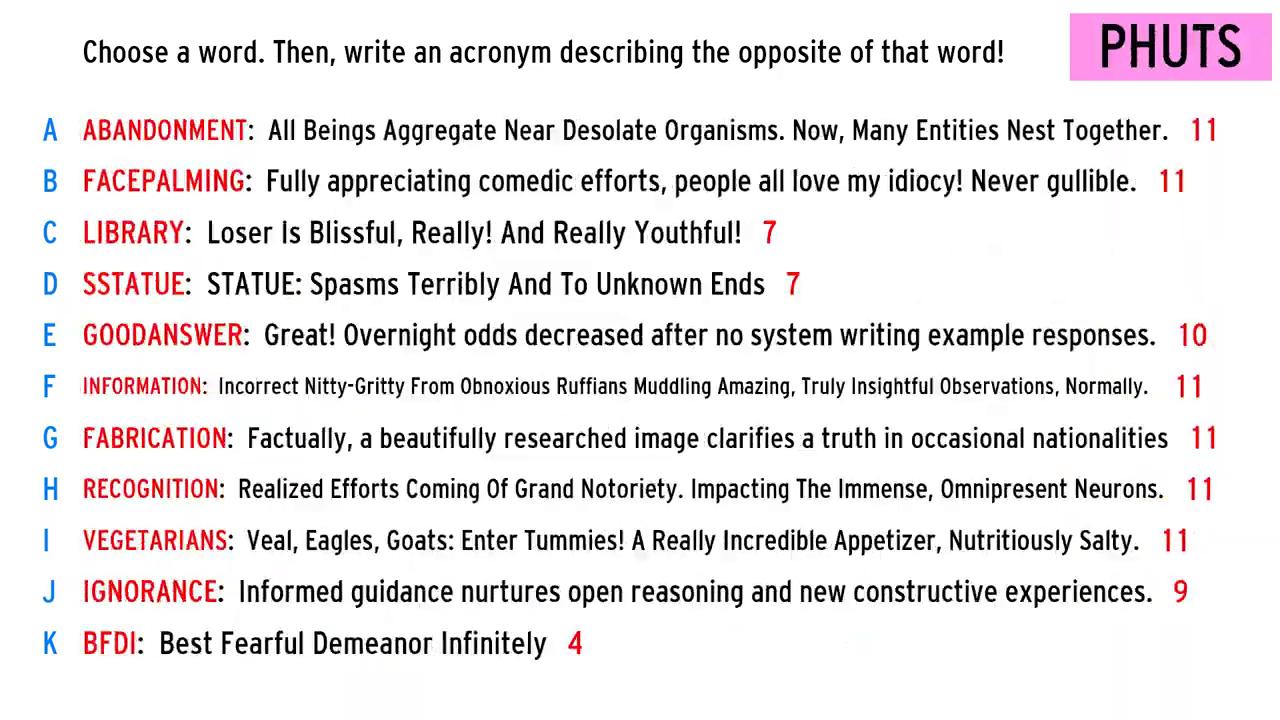 Choose a word. Then, write an acronym describing the opposite of that word!
PHUTS
A ABANDONMENT: All Beings Aggregate Near Desolate Organisms. Now, Many Entities Nest Together. 11
B FACEPALMING: Fully appreciating comedic efforts, people all love my idiocy! Never gullible. 11
C LIBRARY: Loser Is Blissful, Really! And Really Youthful! 7
D SSTATUE: STATUE: Spasms Terribly And To Unknown Ends 7
E GOODANSWER: Great! Overnight odds decreased after no system writing example responses. 10
F INFORMATION: Incorrect Nitty-Gritty From Obnoxious Ruffians Muddling Amazing, Truly Insightful Observations, Normally. 11
G FABRICATION: Factually, a beautifully researched image clarifies a truth in occasional nationalities 11
H RECOGNITION: Realized Efforts Coming Of Grand Notoriety. Impacting The Immense, Omnipresent Neurons. 11
I VEGETARIANS: Veal, Eagles, Goats: Enter Tummies! A Really Incredible Appetizer, Nutritiously Salty. 11
J IGNORANCE: Informed guidance nurtures open reasoning and new constructive experiences. 9
K BFDI: Best Fearful Demeanor Infinitely 4